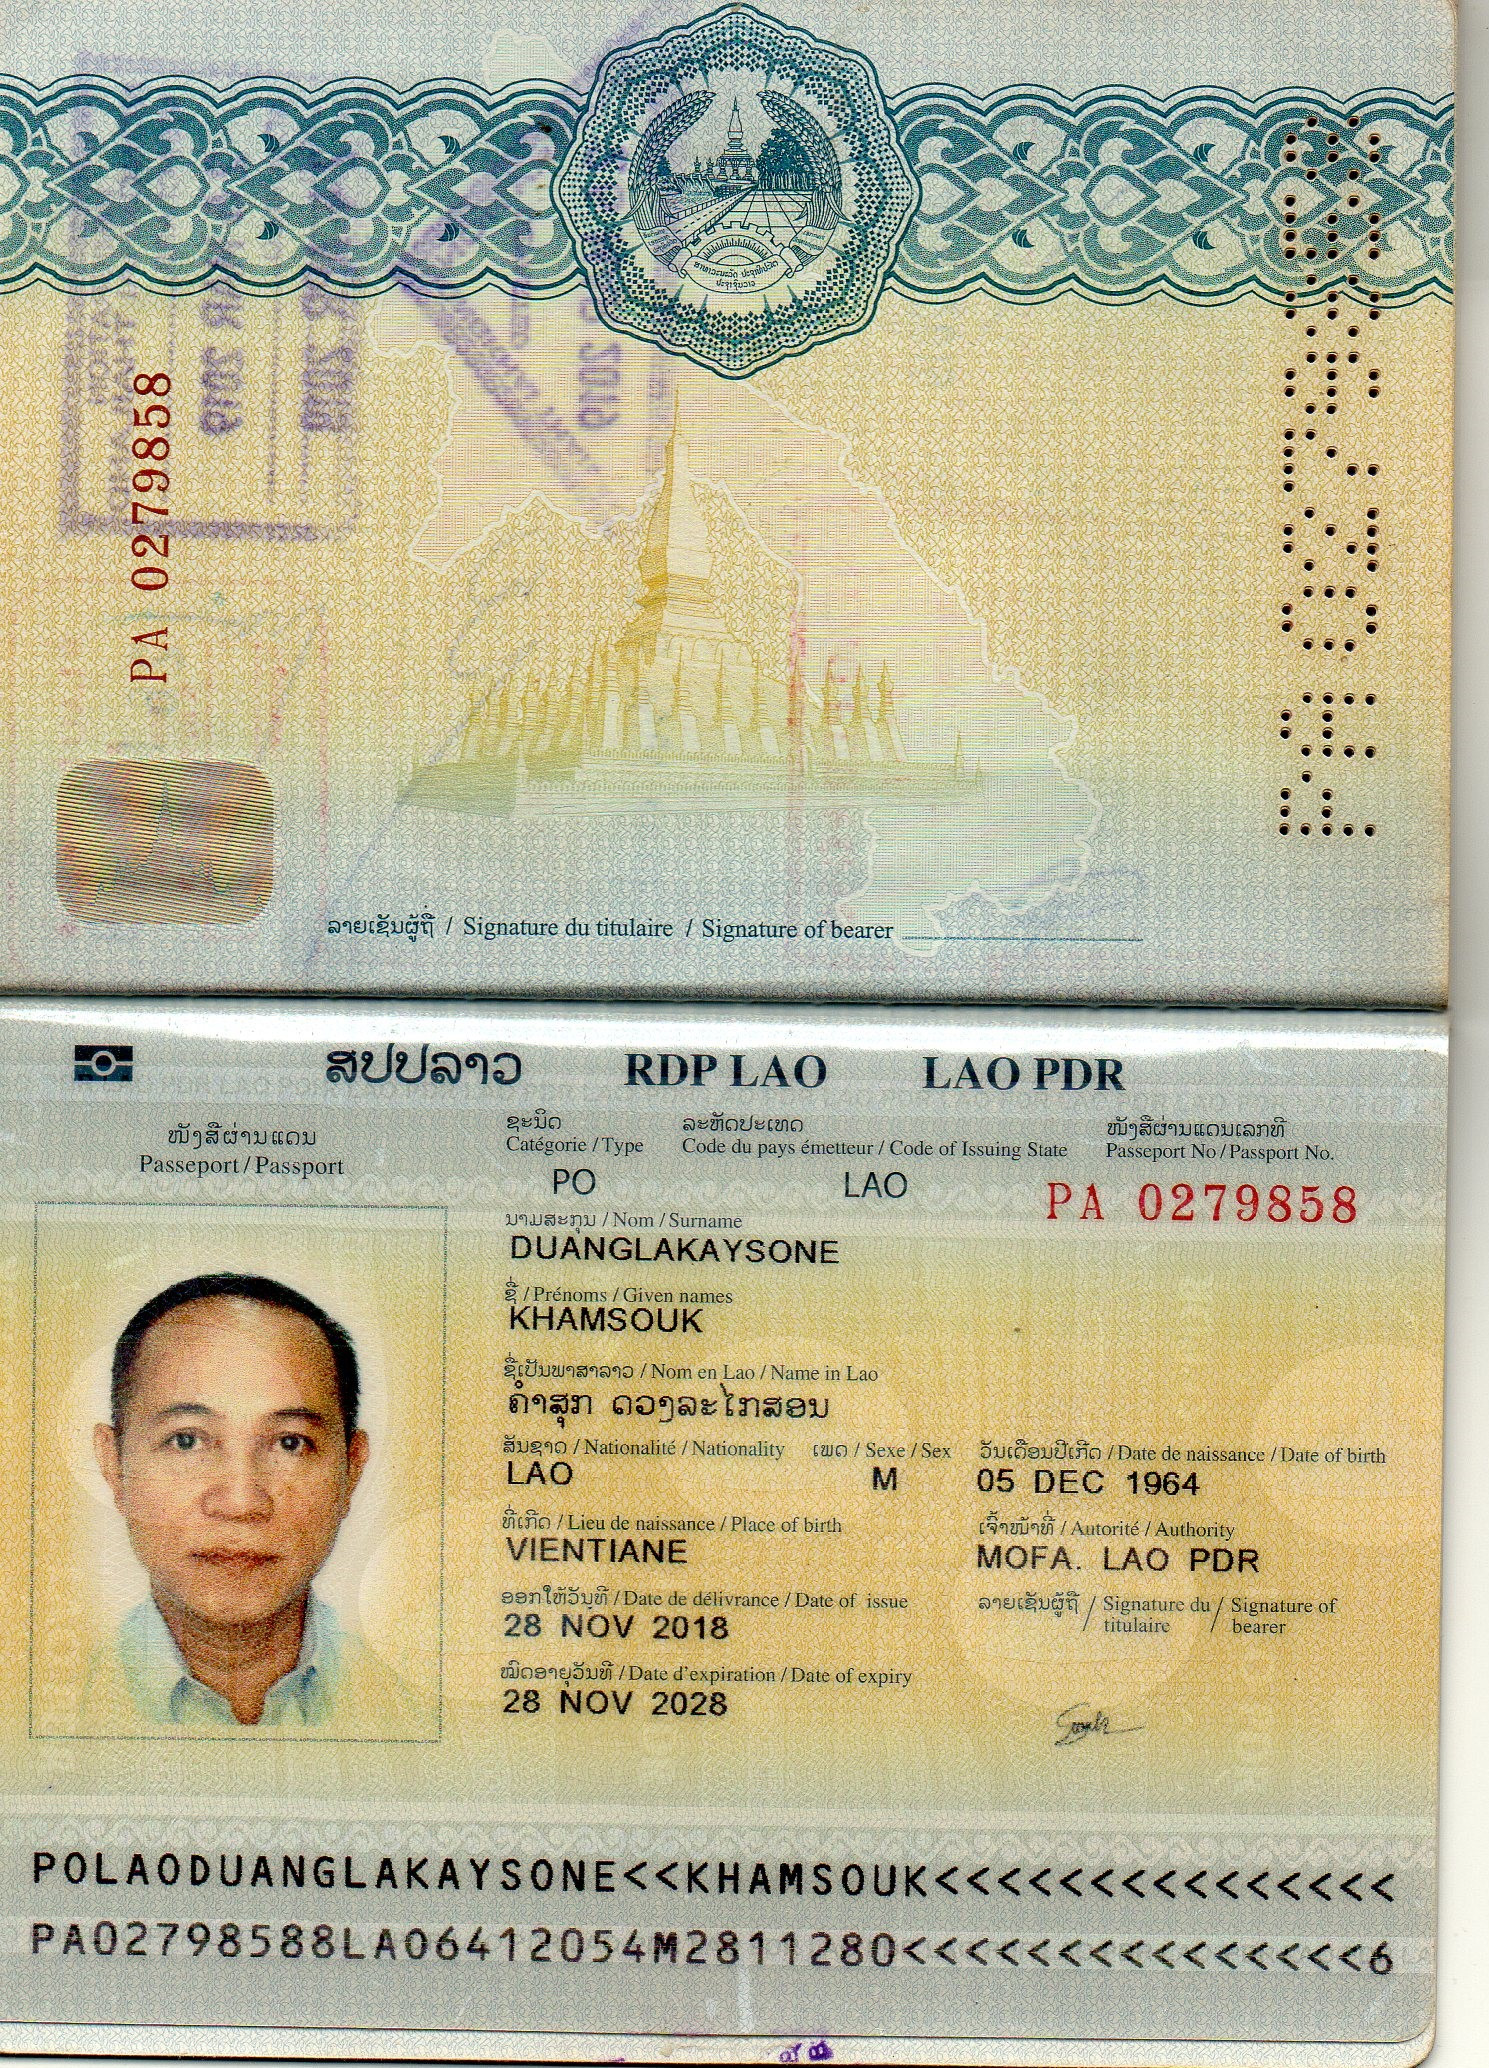 PA 0279858
PA 0279858
ລາຍເຊັນຜູ້ຖື / Signature du titulaire / Signature of bearer
ສປປລາວ RDP LAO LAO PDR
ໜັງສືຜ່ານແດນ
Passeport / Passport
ຊະນິດ ລະຫັດປະເທດ ໜັງສືຜ່ານແດນເລກທີ
Catégorie / Type Code du pays émetteur / Code of Issuing State Passeport No / Passport No.
PO LAO PA 0279858
ນາມສະກຸນ / Nom / Surname
DUANGLAKAYSONE
ຊື່ / Prénoms / Given names
KHAMSOUK
ຊື່ເປັນພາສາລາວ / Nom en Lao / Name in Lao
ຄຳສຸກ ດວງລະໄກສອນ
ສັນຊາດ / Nationalité / Nationality ເພດ / Sexe / Sex ວັນເດືອນປີເກີດ / Date de naissance / Date of birth
LAO M 05 DEC 1964
ທີ່ເກີດ / Lieu de naissance / Place of birth ເຈົ້າໜ້າທີ່ / Autorité / Authority
VIENTIANE MOFA. LAO PDR
ອອກໃຫ້ວັນທີ / Date de délivrance / Date of issue ລາຍເຊັນຜູ້ຖື / Signature du titulaire / Signature of bearer
28 NOV 2018
ໝົດອາຍຸວັນທີ / Date d'expiration / Date of expiry
28 NOV 2028
POLAODUANGLAKAYSONE<<KHAMSOUK<<<<<<<<<<<<<<<
PA02798588LAO6412054M2811280<<<<<<<<<<<<<<<6